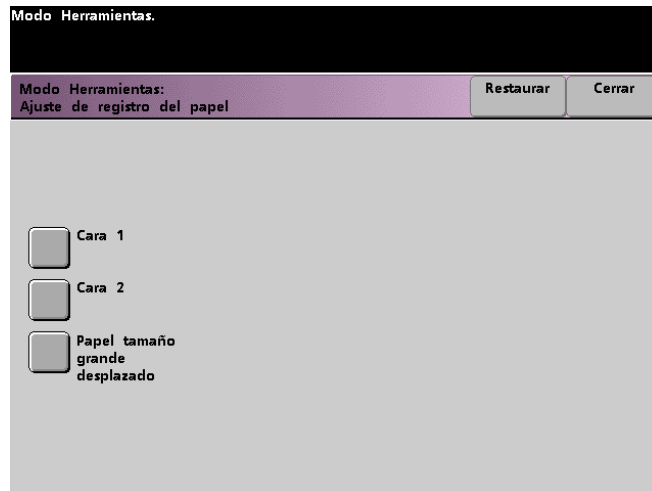 Modo Herramientas.
Modo Herramientas:
Ajuste de registro del papel
Restaurar
Cerrar
Cara 1
Cara 2
Papel tamaño
grande
desplazado